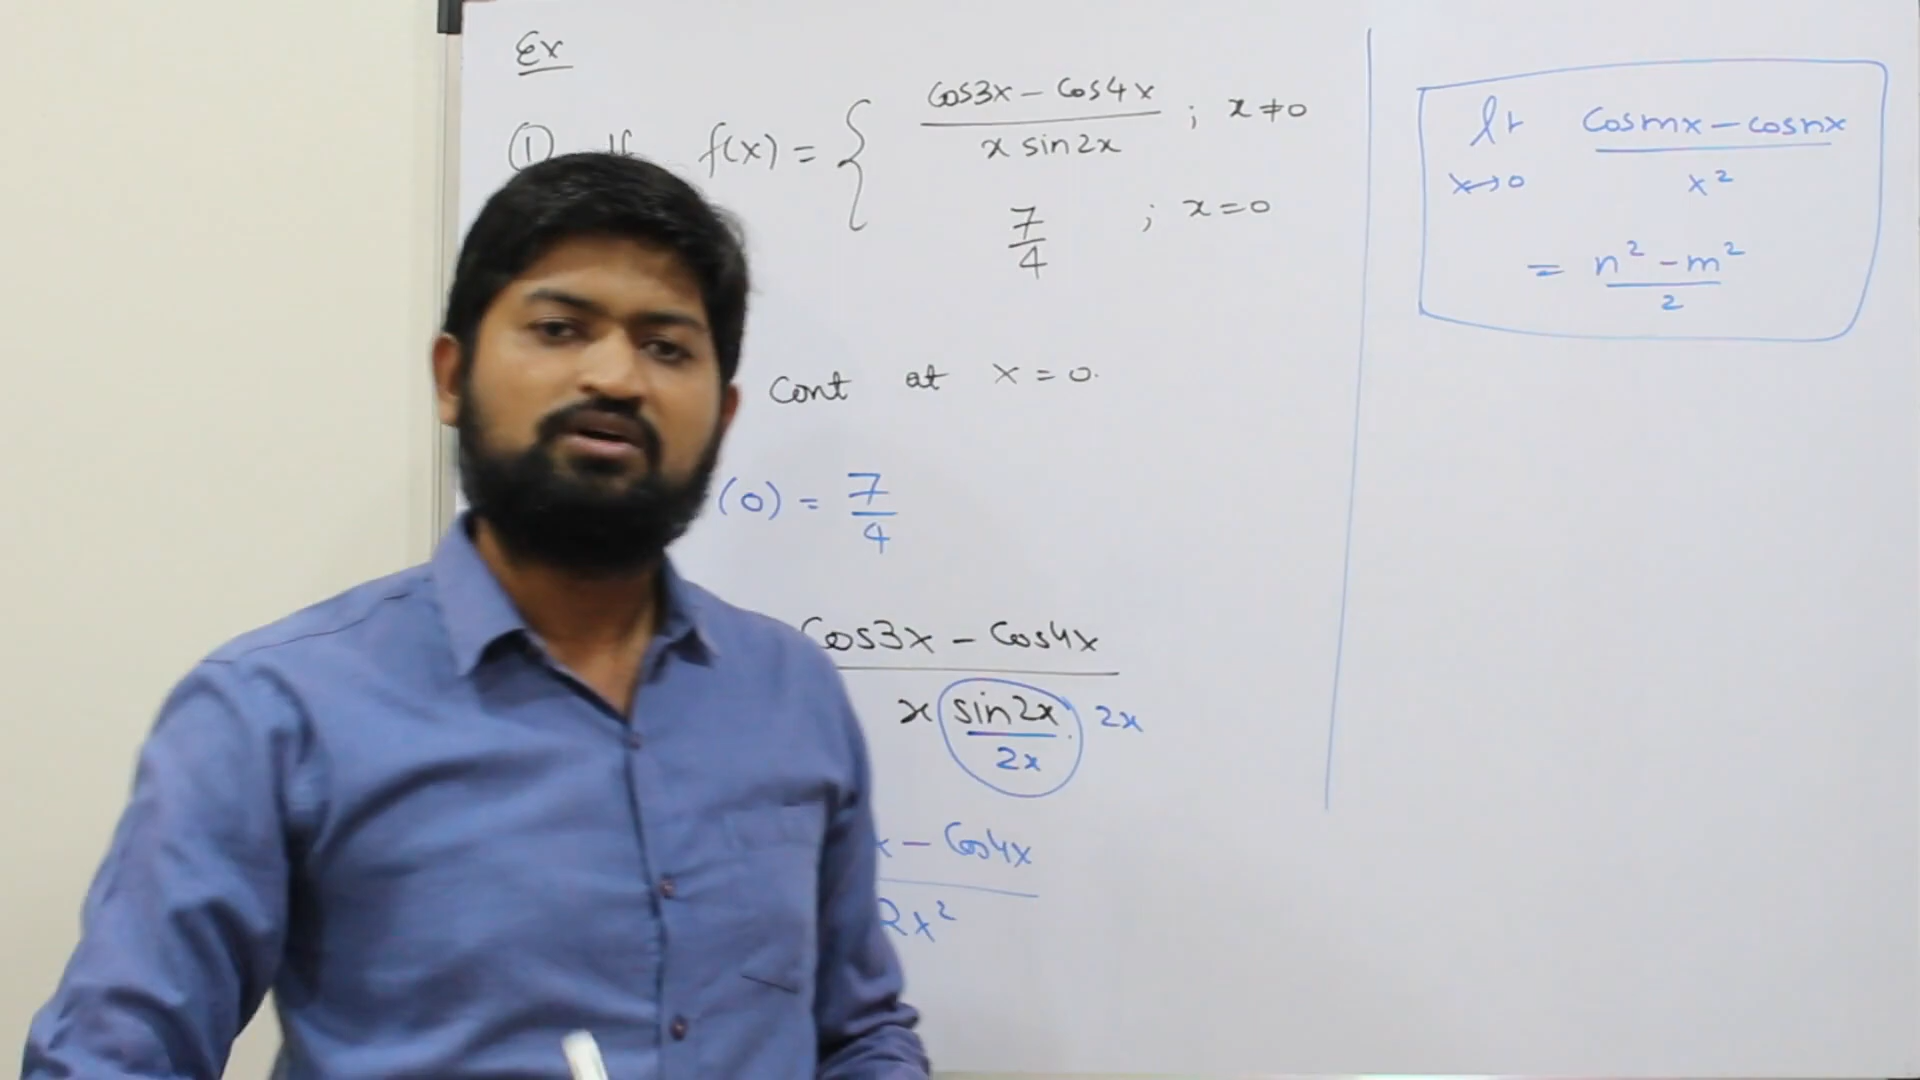 Ex
① If f(x) = { cos3x - cos4x / x sin2x ; x ≠ 0
7/4 ; x = 0
Cont at x = 0.
(0) = 7/4
cos3x - cos4x
x sin2x/2x . 2x
x - cos4x
2x²
lt x→0 cosmx - cosnx / x²
= n² - m² / 2